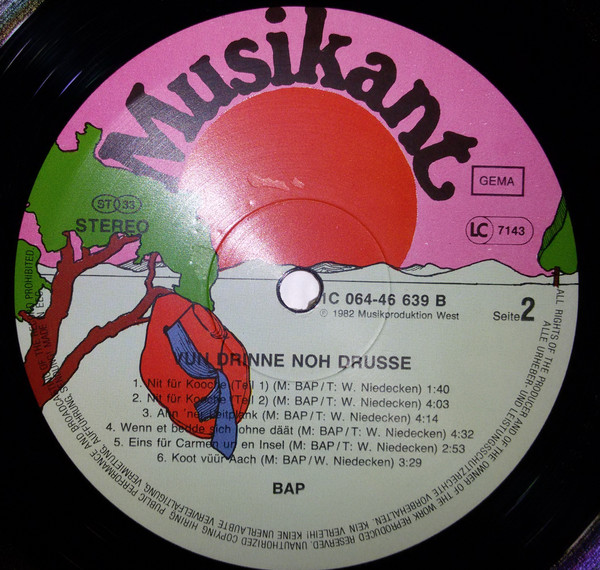 Musikant
GEMA
ST 33
STEREO
LC 7143
1C 064-46 639 B
℗ 1982 Musikproduktion West
Seite 2
VUN DRINNE NOH DRUSSE
1. Nit für Kooche (Teil 1) (M: BAP/T: W. Niedecken) 1:40
2. Nit für Kooche (Teil 2) (M: BAP/T: W. Niedecken) 4:03
3. Ahn 'ner Leitplank (M: BAP/T: W. Niedecken) 4:14
4. Wenn et bedde sich ohne däät (M: BAP/T: W. Niedecken) 4:32
5. Eins für Carmen un en Insel (M: BAP/T: W. Niedecken) 2:53
6. Koot vüür Aach (M: BAP/W. Niedecken) 3:29
BAP
ALL RIGHTS OF THE PRODUCER AND OF THE OWNER OF THE WORK REPRODUCED RESERVED. UNAUTHORIZED COPYING HIRING PUBLIC PERFORMANCE AND BROADCASTING PROHIBITED
ALLE URHEBER- UND LEISTUNGSSCHUTZRECHTE VORBEHALTEN. KEIN VERLEIH! KEINE UNERLAUBTE VERVIELFÄLTIGUNG, VERMIETUNG, AUFFÜHRUNG,
MADE IN